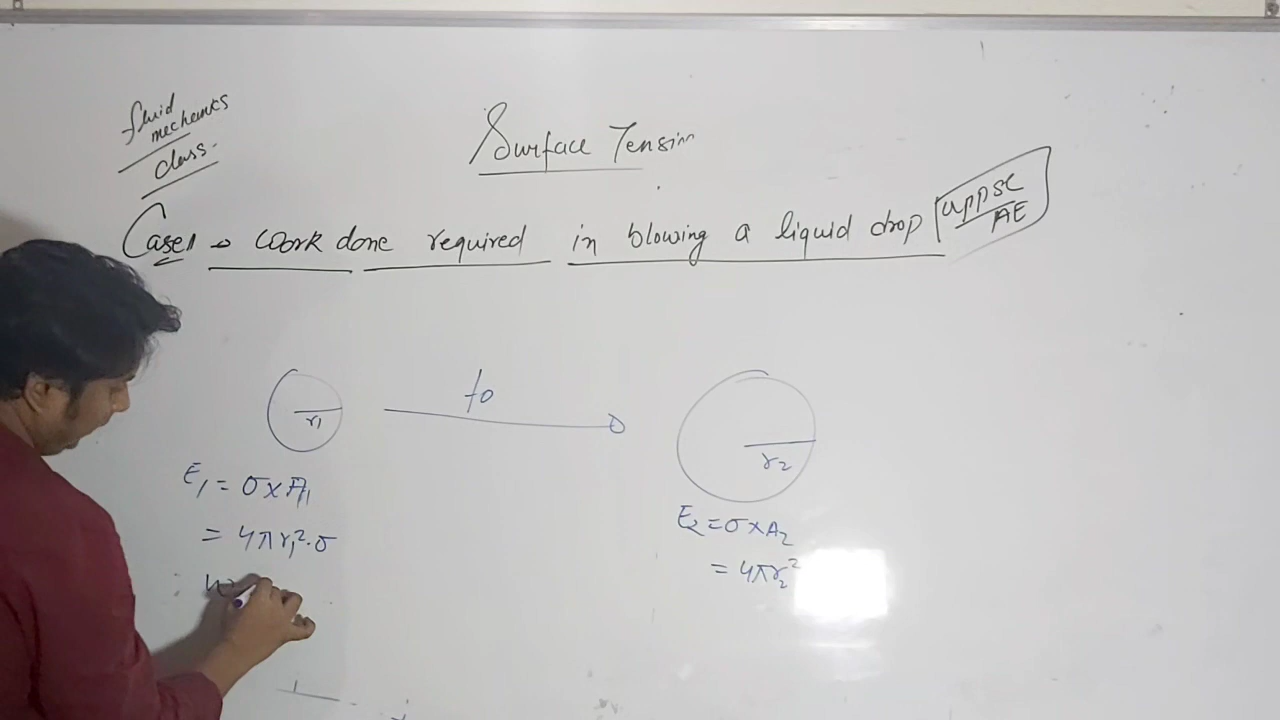 fluid
mechanics
class.
Surface Tension
Case1 → Work done required in blowing a liquid drop
uppsc
AE
r1
to
r2
E1 = σ×A1
= 4πr1²·σ
E2 = σ×A2
= 4πr2²